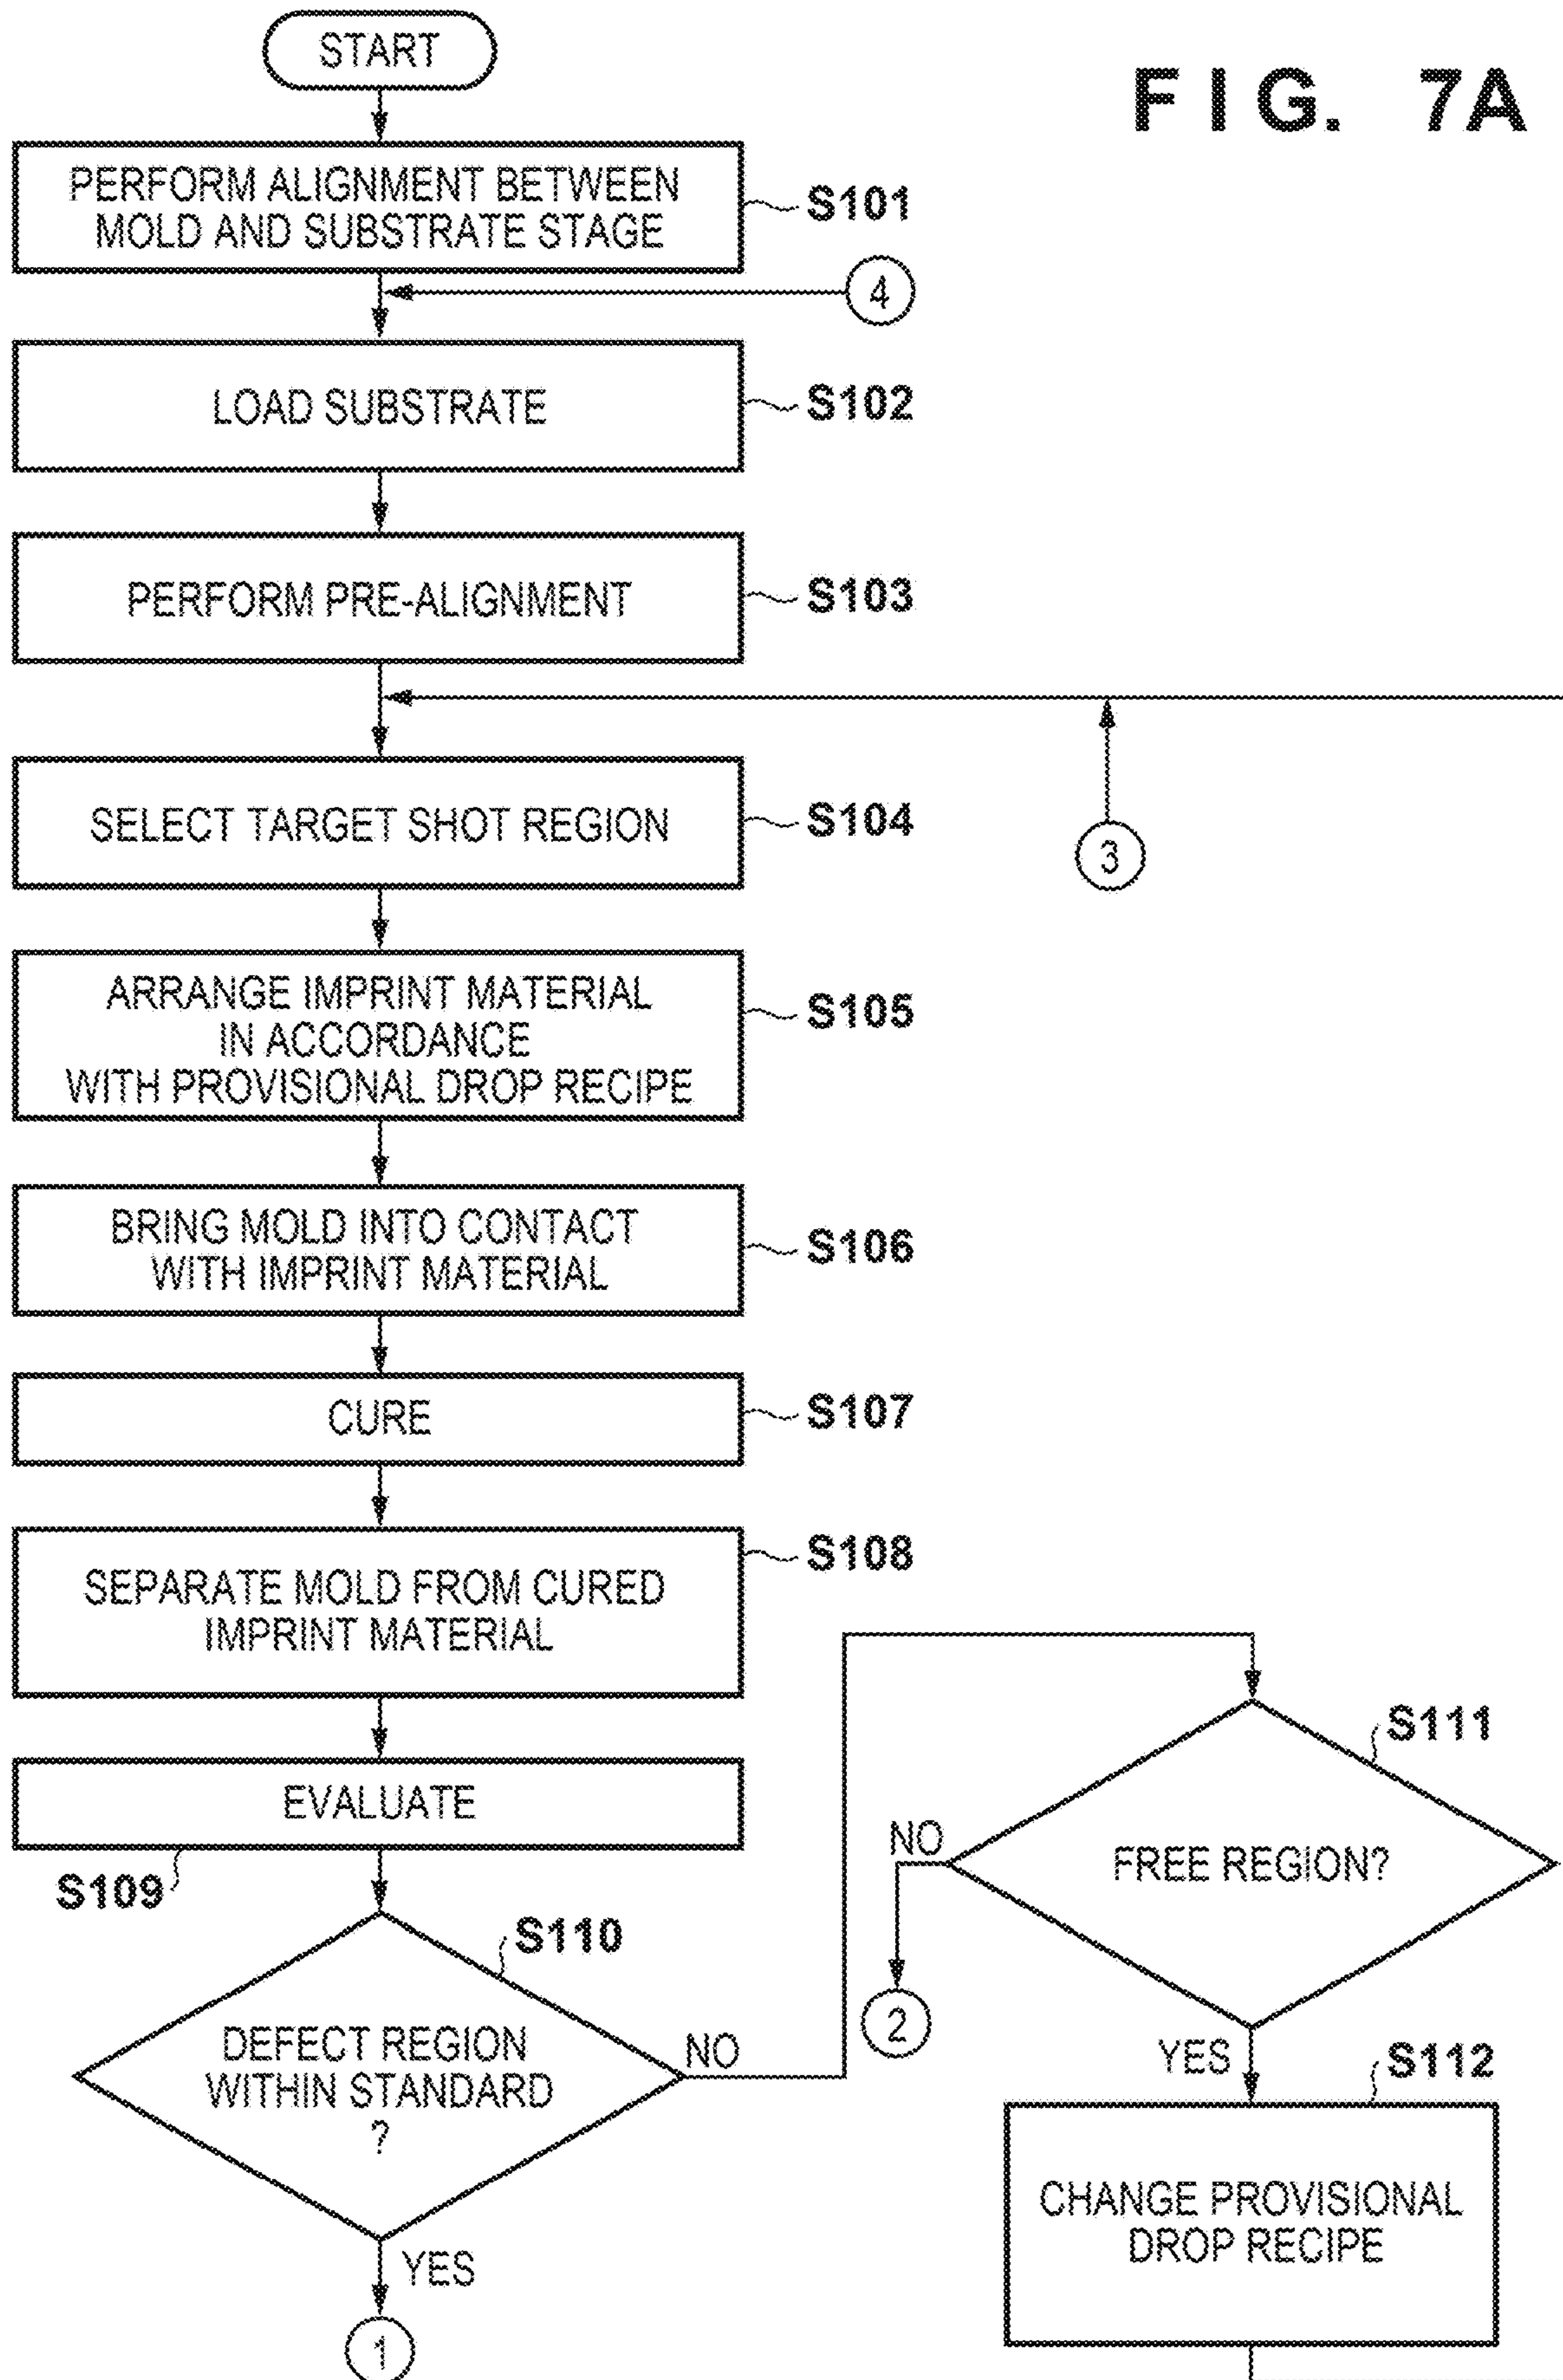 START
FIG. 7A
PERFORM ALIGNMENT BETWEEN
MOLD AND SUBSTRATE STAGE
S101
4
LOAD SUBSTRATE
S102
PERFORM PRE-ALIGNMENT
S103
SELECT TARGET SHOT REGION
S104
3
ARRANGE IMPRINT MATERIAL
IN ACCORDANCE
WITH PROVISIONAL DROP RECIPE
S105
BRING MOLD INTO CONTACT
WITH IMPRINT MATERIAL
S106
CURE
S107
SEPARATE MOLD FROM CURED
IMPRINT MATERIAL
S108
EVALUATE
S109
DEFECT REGION
WITHIN STANDARD
?
S110
NO
YES
1
FREE REGION?
S111
NO
2
YES
S112
CHANGE PROVISIONAL
DROP RECIPE